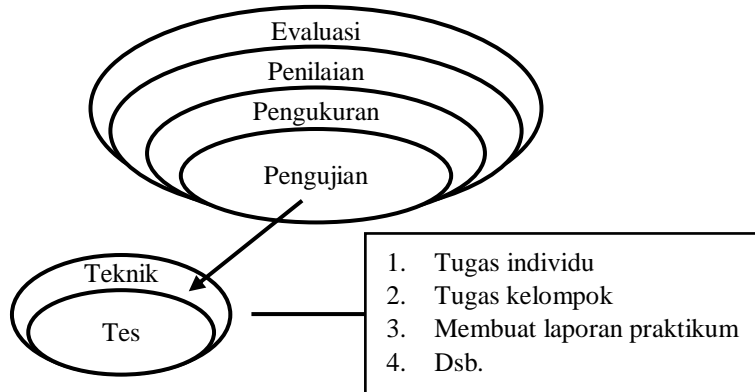 Evaluasi
Penilaian
Pengukuran
Pengujian
Teknik
Tes
1. Tugas individu
2. Tugas kelompok
3. Membuat laporan praktikum
4. Dsb.